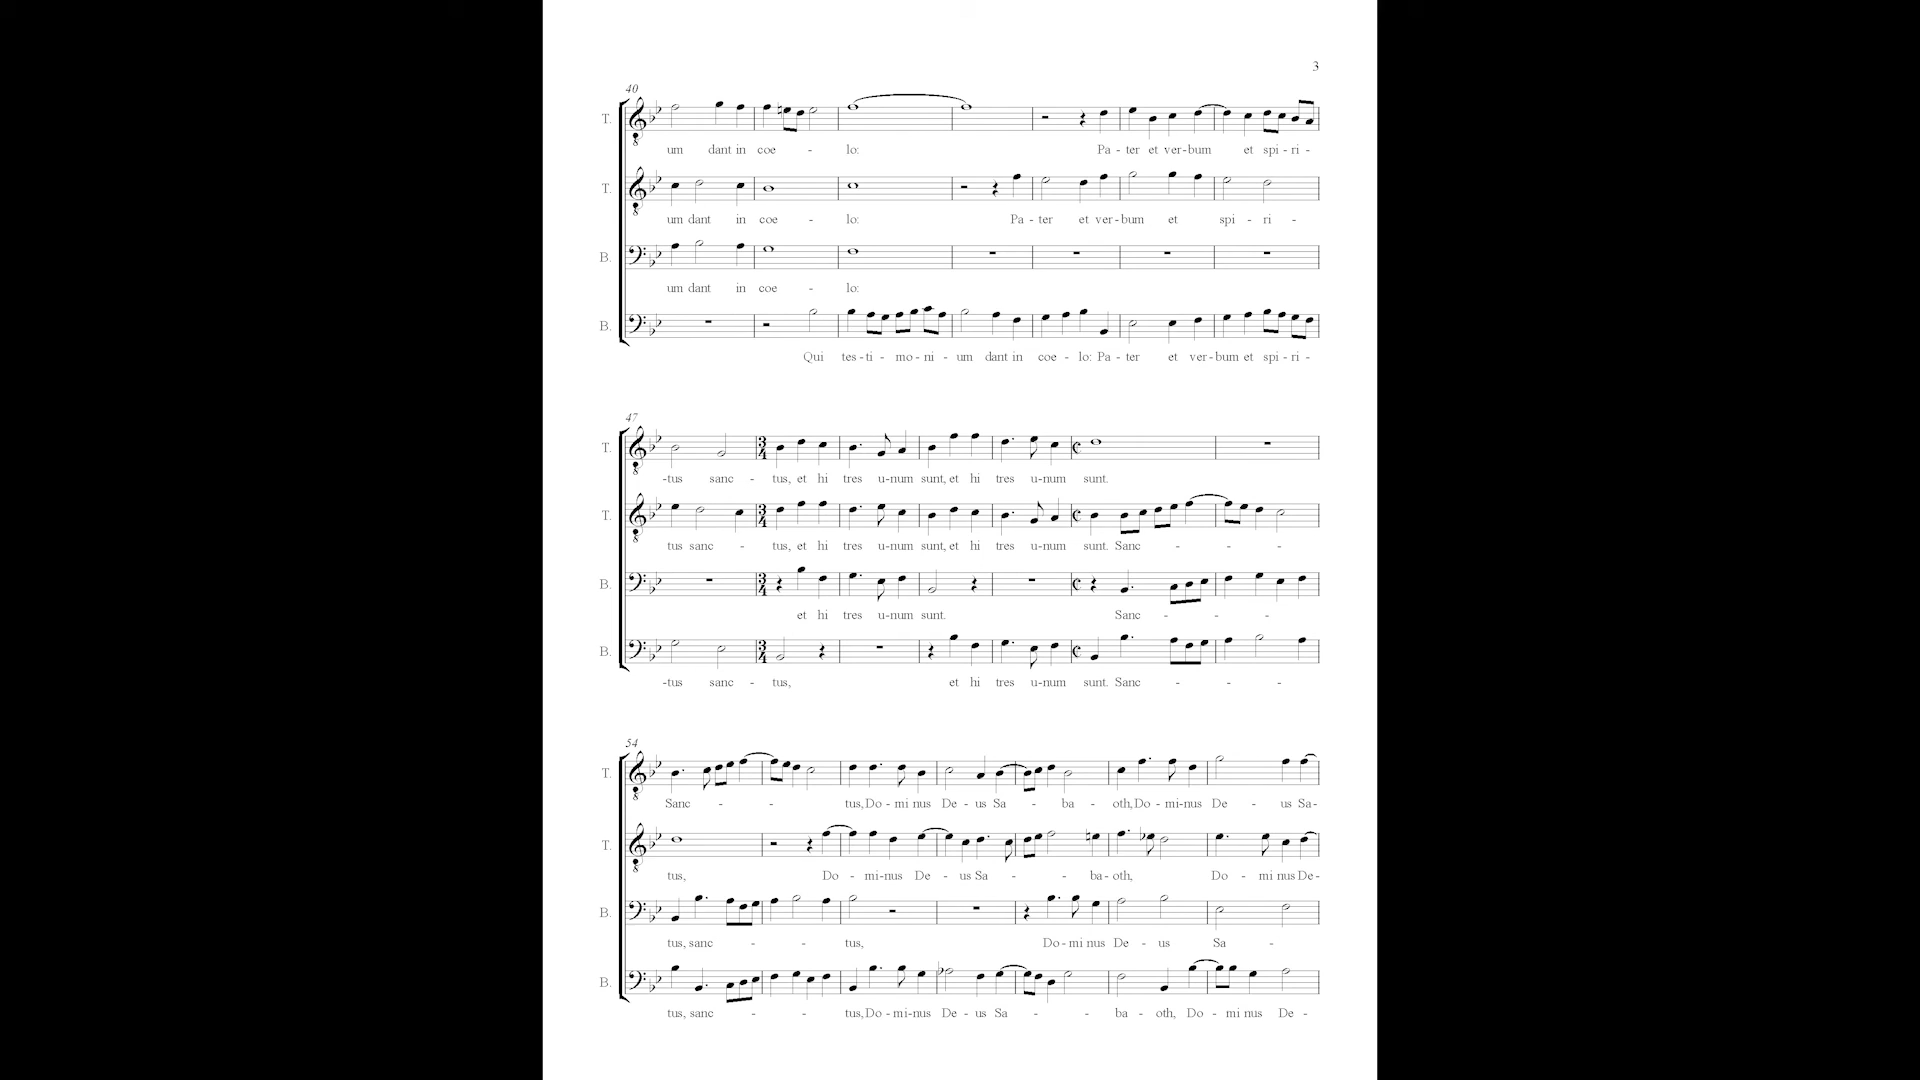 3
40
T. um dant in coe - lo: Pa - ter et ver - bum et spi - ri -
T. um dant in coe - lo: Pa - ter et ver - bum et spi - ri -
B. um dant in coe - lo:
B. Qui tes - ti - mo - ni - um dant in coe - lo: Pa - ter et ver - bum et spi - ri -
47
T. -tus sanc - tus, et hi tres u-num sunt, et hi tres u-num sunt.
T. tus sanc - tus, et hi tres u-num sunt, et hi tres u-num sunt. Sanc - - - -
B. et hi tres u-num sunt. Sanc - - - -
B. -tus sanc - tus, et hi tres u-num sunt. Sanc - - - -
54
T. Sanc - - - tus, Do - mi nus De - us Sa - ba - oth, Do - mi-nus De - us Sa-
T. tus, Do - mi-nus De - us Sa - - - ba - oth, Do - mi nus De-
B. tus, sanc - - - tus, Do - mi nus De - us Sa -
B. tus, sanc - - - tus, Do - mi-nus De - us Sa - - - ba - oth, Do - mi nus De -